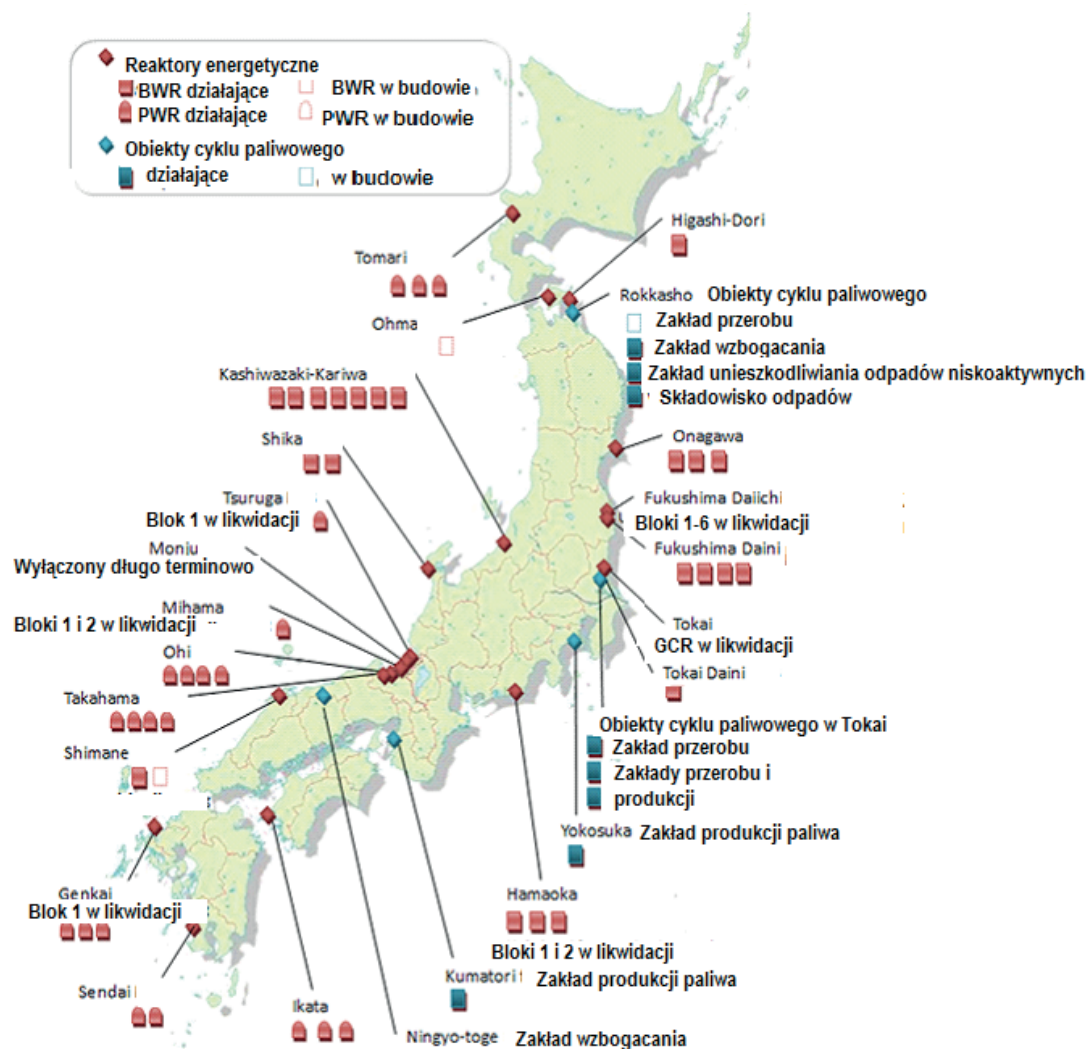 Reaktory energetyczne
BWR działające
BWR w budowie
PWR działające
PWR w budowie
Obiekty cyklu paliwowego
działające
w budowie
Higashi-Dori
Tomari
Rokkasho Obiekty cyklu paliwowego
Zakład przerobu
Zakład wzbogacania
Zakład unieszkodliwiania odpadów niskoaktywnych
Składowisko odpadów
Ohma
Kashiwazaki-Kariwa
Shika
Onagawa
Tsuruga
Blok 1 w likwidacji
Fukushima Daiichi
Bloki 1-6 w likwidacji
Moniu
Fukushima Daini
Wyłączony długo terminowo
Mihama
Bloki 1 i 2 w likwidacji
Tokai
GCR w likwidacji
Ohi
Tokai Daini
Takahama
Obiekty cyklu paliwowego w Tokai
Zakład przerobu
Zakłady przerobu i
produkcji
Shimane
Yokosuka Zakład produkcji paliwa
Genkai
Blok 1 w likwidacji
Hamaoka
Bloki 1 i 2 w likwidacji
Kumatori Zakład produkcji paliwa
Sendai
Ikata
Ningyo-toge Zakład wzbogacania